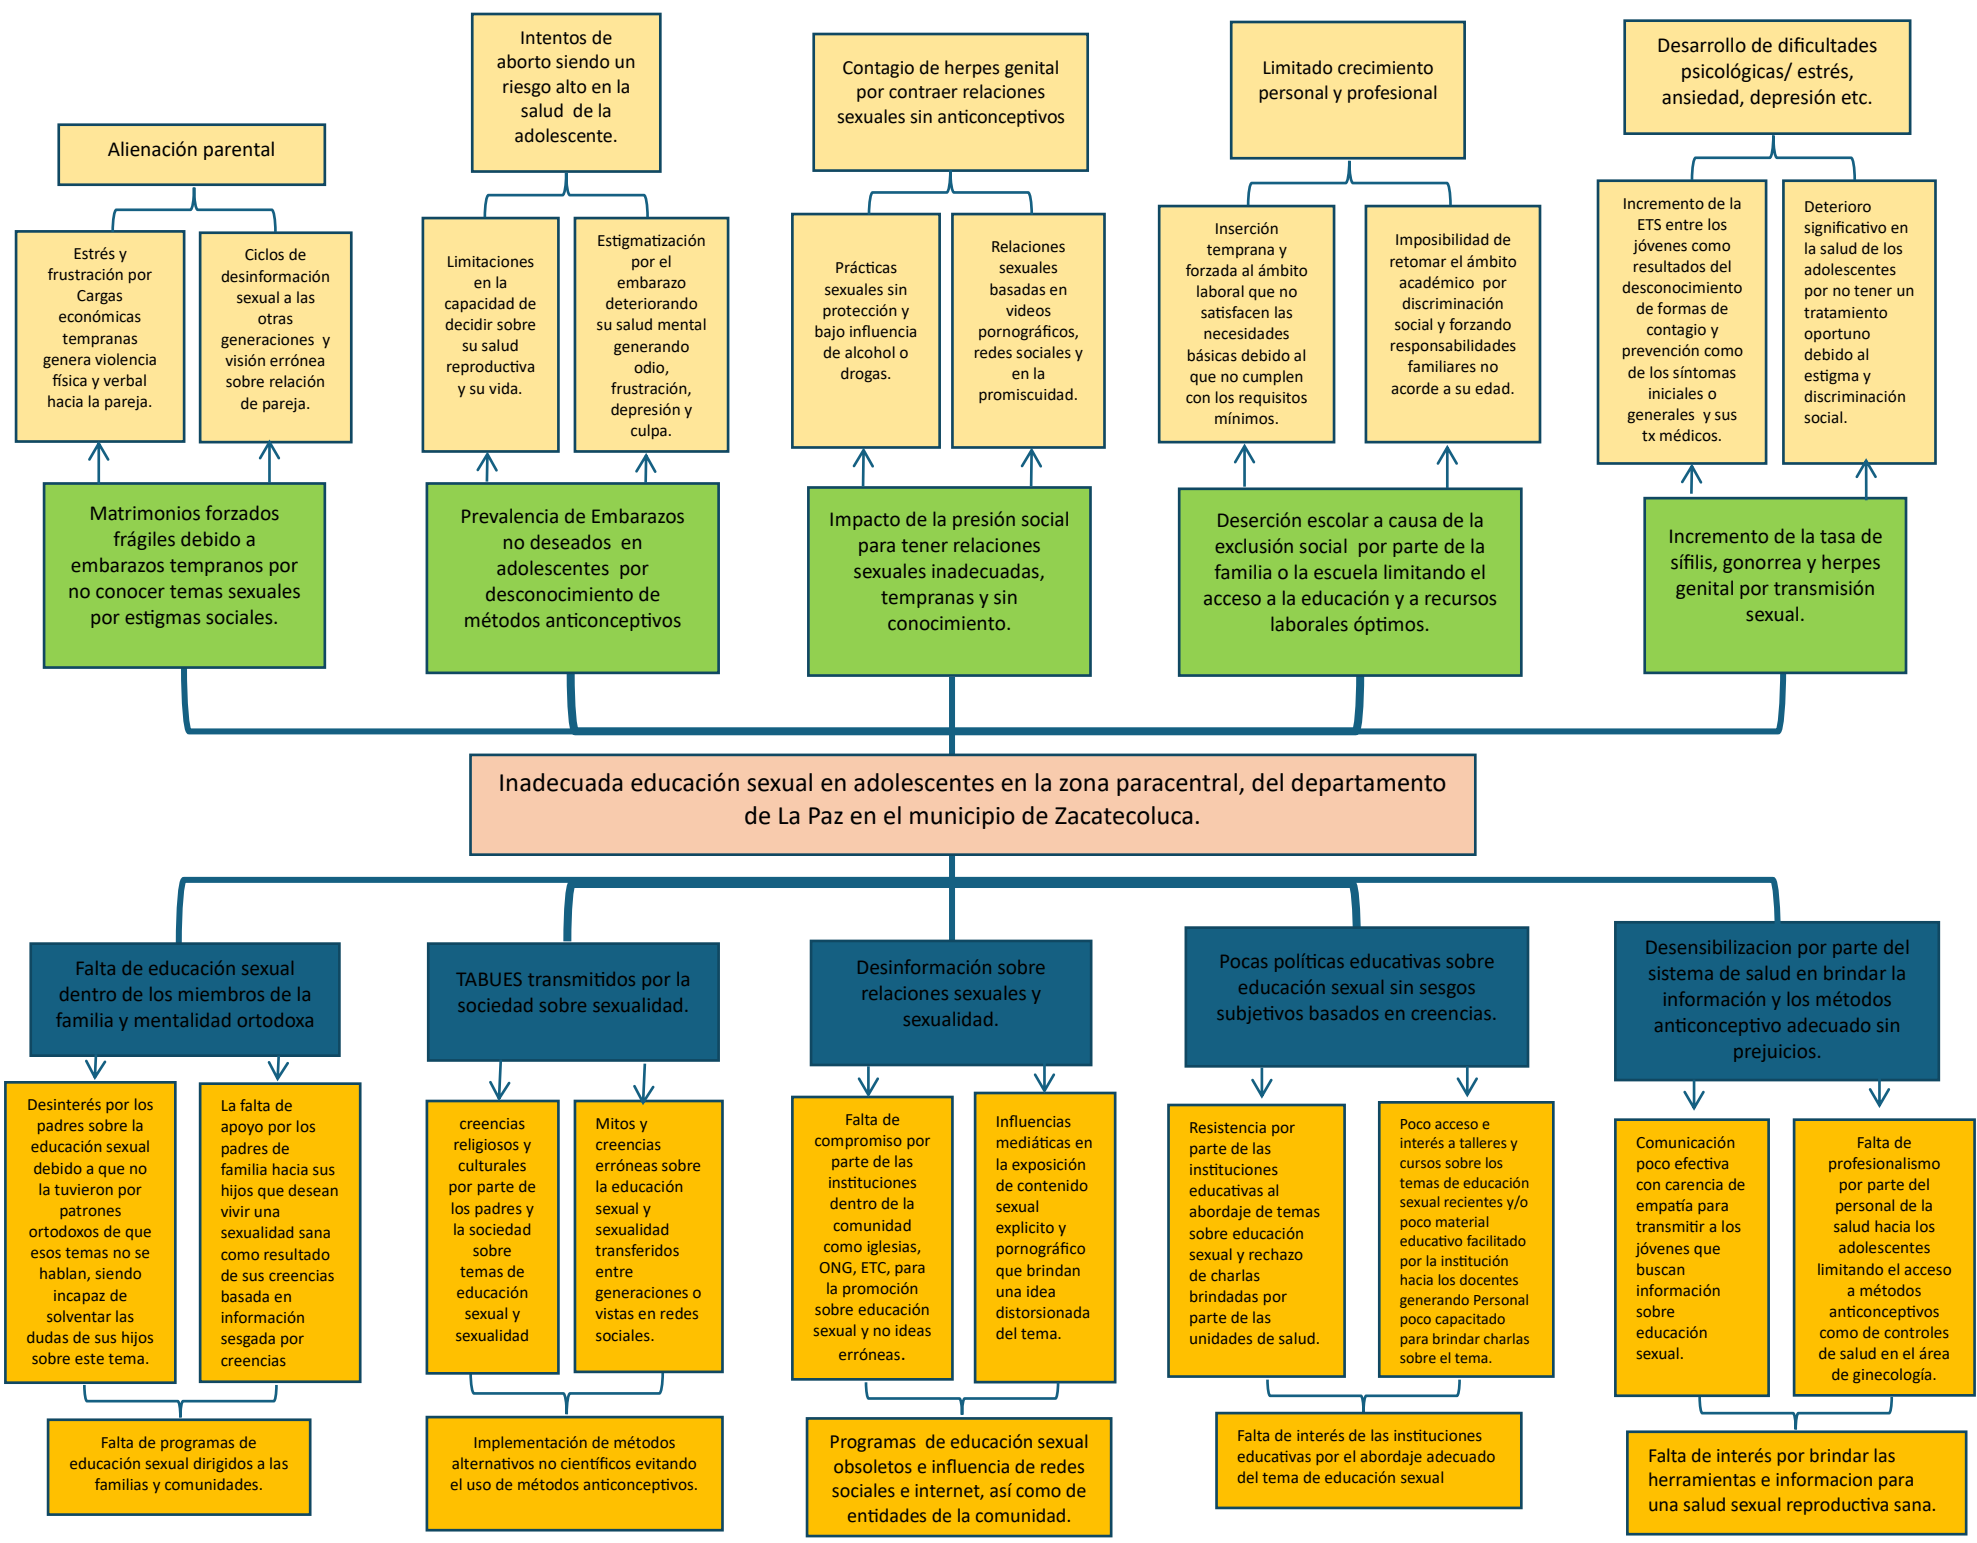 Intentos de
aborto siendo un
riesgo alto en la
salud de la
adolescente.
Contagio de herpes genital
por contraer relaciones
sexuales sin anticonceptivos
Limitado crecimiento
personal y profesional
Desarrollo de dificultades
psicológicas/ estrés,
ansiedad, depresión etc.
Alienación parental
Estrés y
frustración por
Cargas
económicas
tempranas
genera violencia
física y verbal
hacia la pareja.
Ciclos de
desinformación
sexual a las
otras
generaciones y
visión errónea
sobre relación
de pareja.
Limitaciones
en la
capacidad de
decidir sobre
su salud
reproductiva
y su vida.
Estigmatización
por el
embarazo
deteriorando
su salud mental
generando
odio,
frustración,
depresión y
culpa.
Prácticas
sexuales sin
protección y
bajo influencia
de alcohol o
drogas.
Relaciones
sexuales
basadas en
videos
pornográficos,
redes sociales y
en la
promiscuidad.
Inserción
temprana y
forzada al ámbito
laboral que no
satisfacen las
necesidades
básicas debido al
que no cumplen
con los requisitos
mínimos.
Imposibilidad de
retomar el ámbito
académico por
discriminación
social y forzando
responsabilidades
familiares no
acorde a su edad.
Incremento de la
ETS entre los
jóvenes como
resultados del
desconocimiento
de formas de
contagio y
prevención como
de los síntomas
iniciales o
generales y sus
tx médicos.
Deterioro
significativo en
la salud de los
adolescentes
por no tener un
tratamiento
oportuno
debido al
estigma y
discriminación
social.
Matrimonios forzados
frágiles debido a
embarazos tempranos por
no conocer temas sexuales
por estigmas sociales.
Prevalencia de Embarazos
no deseados en
adolescentes por
desconocimiento de
métodos anticonceptivos
Impacto de la presión social
para tener relaciones
sexuales inadecuadas,
tempranas y sin
conocimiento.
Deserción escolar a causa de la
exclusión social por parte de la
familia o la escuela limitando el
acceso a la educación y a recursos
laborales óptimos.
Incremento de la tasa de
sífilis, gonorrea y herpes
genital por transmisión
sexual.
Inadecuada educación sexual en adolescentes en la zona paracentral, del departamento
de La Paz en el municipio de Zacatecoluca.
Falta de educación sexual
dentro de los miembros de la
familia y mentalidad ortodoxa
TABUES transmitidos por la
sociedad sobre sexualidad.
Desinformación sobre
relaciones sexuales y
sexualidad.
Pocas políticas educativas sobre
educación sexual sin sesgos
subjetivos basados en creencias.
Desensibilizacion por parte del
sistema de salud en brindar la
información y los métodos
anticonceptivo adecuado sin
prejuicios.
Desinterés por los
padres sobre la
educación sexual
debido a que no
la tuvieron por
patrones
ortodoxos de que
esos temas no se
hablan, siendo
incapaz de
solventar las
dudas de sus hijos
sobre este tema.
La falta de
apoyo por los
padres de
familia hacia sus
hijos que desean
vivir una
sexualidad sana
como resultado
de sus creencias
basada en
información
sesgada por
creencias
creencias
religiosos y
culturales
por parte de
los padres y
la sociedad
sobre
temas de
educación
sexual y
sexualidad
Mitos y
creencias
erróneas sobre
la educación
sexual y
sexualidad
transferidos
entre
generaciones o
vistas en redes
sociales.
Falta de
compromiso por
parte de las
instituciones
dentro de la
comunidad
como iglesias,
ONG, ETC, para
la promoción
sobre educación
sexual y no ideas
erróneas.
Influencias
mediáticas en
la exposición
de contenido
sexual
explicito y
pornográfico
que brindan
una idea
distorsionada
del tema.
Resistencia por
parte de las
instituciones
educativas al
abordaje de temas
sobre educación
sexual y rechazo
de charlas
brindadas por
parte de las
unidades de salud.
Poco acceso e
interés a talleres y
cursos sobre los
temas de educación
sexual recientes y/o
poco material
educativo facilitado
por la institución
hacia los docentes
generando Personal
poco capacitado
para brindar charlas
sobre el tema.
Comunicación
poco efectiva
con carencia de
empatía para
transmitir a los
jóvenes que
buscan
información
sobre
educación
sexual.
Falta de
profesionalismo
por parte del
personal de la
salud hacia los
adolescentes
limitando el acceso
a métodos
anticonceptivos
como de controles
de salud en el área
de ginecología.
Falta de programas de
educación sexual dirigidos a las
familias y comunidades.
Implementación de métodos
alternativos no científicos evitando
el uso de métodos anticonceptivos.
Programas de educación sexual
obsoletos e influencia de redes
sociales e internet, así como de
entidades de la comunidad.
Falta de interés de las instituciones
educativas por el abordaje adecuado
del tema de educación sexual
Falta de interés por brindar las
herramientas e informacion para
una salud sexual reproductiva sana.